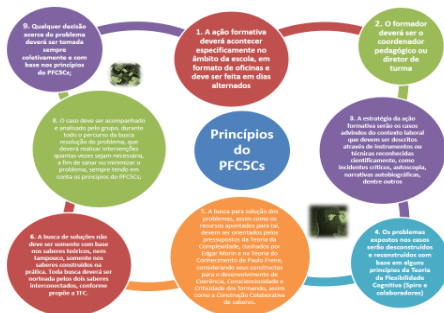 9. Qualquer decisão
acerca do problema
deverá ser tomada
sempre
coletivamente e com
base nos princípios
do PFC5Cs;
1. A ação formativa
deverá acontecer
especificamente no
âmbito da escola, em
formato de oficinas e
deve ser feita em dias
alternados
2. O formador
deverá ser o
coordenador
pedagógico ou
diretor de
turma
8. O caso deve ser acompanhado
e analisado pelo grupo, durante
todo o percurso da busca
resolução do problema, que
deverá realizar intervenções
quantas vezes sejam necessária,
a fim de sanar ou minimizar o
problema, sempre tendo em
conta os princípios do PFC5Cs;
Princípios
do
PFC5Cs
3. A estratégia da ação
formativa serão os casos
advindos do contexto laboral
que devem ser descritos
através de instrumentos ou
técnicas reconhecidas
cientificamente, como
incidentes críticos, autoscopia,
narrativas autobiográficas,
dentre outros
6. A busca de soluções não
deve ser somente com base
nos saberes teóricos, nem
tampouco, somente nos
saberes construídos na
prática. Toda busca deverá
ser norteada pelos dois saberes
interconectados, conforme
propõe a TFC.
5. A busca para solução dos
problemas, assim como os
recursos apontados para tal,
devem ser orientados pelos
pressupostos da Teoria da
Complexidade, cunhados por
Edgar Morin e na Teoria do
Conhecimento de Paulo Freire,
considerando seus constructos
para o desenvolvimento de
Coerência, Conscienciosidade e
Criticidade dos formando, assim
como a Construção Colaborativa
de saberes.
4. Os problemas
expostos nos casos
serão desconstruídos
e reconstruídos com
base em alguns
princípios da Teoria da
Flexibilidade
Cognitiva (Spiro e
colaboradores)